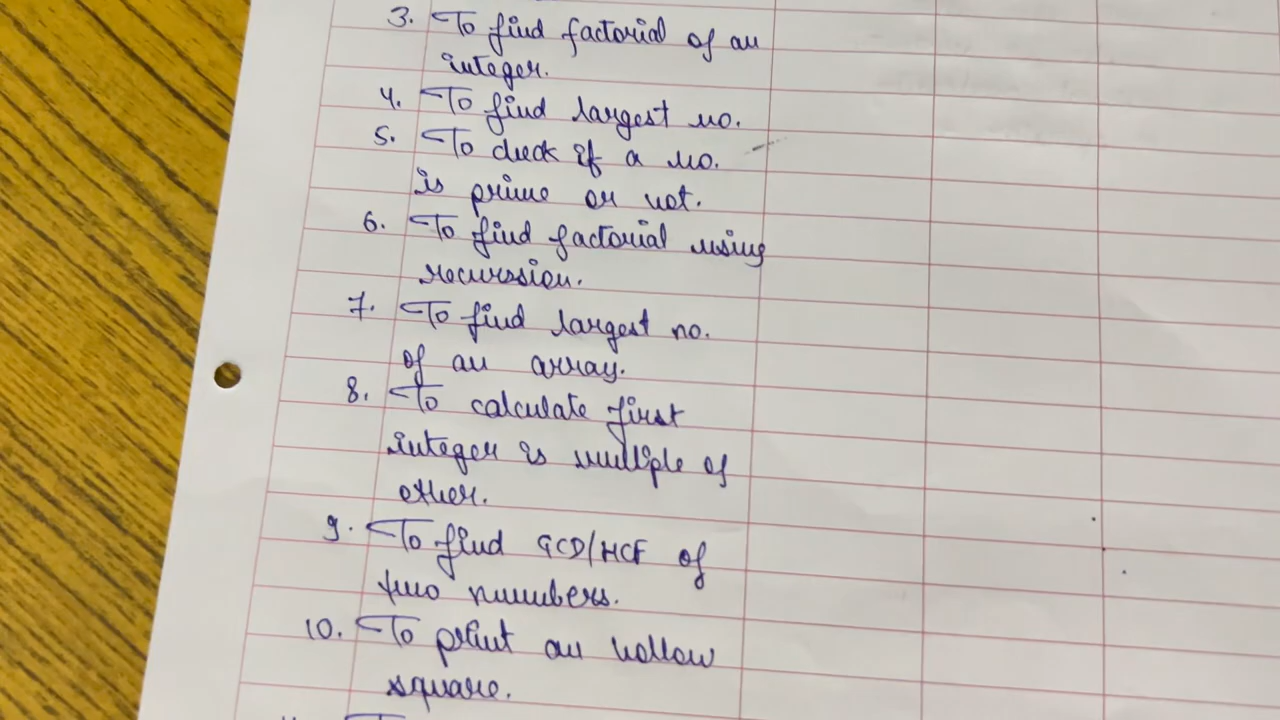 3. To find factorial of an
integer.
4. To find largest no.
5. To check if a no.
is prime or not.
6. To find factorial using
recurssion.
7. To find largest no.
of an array.
8. To calculate first
integer is multiple of
other.
9. To find GCD/HCF of
two numbers.
10. To print an hollow
square.